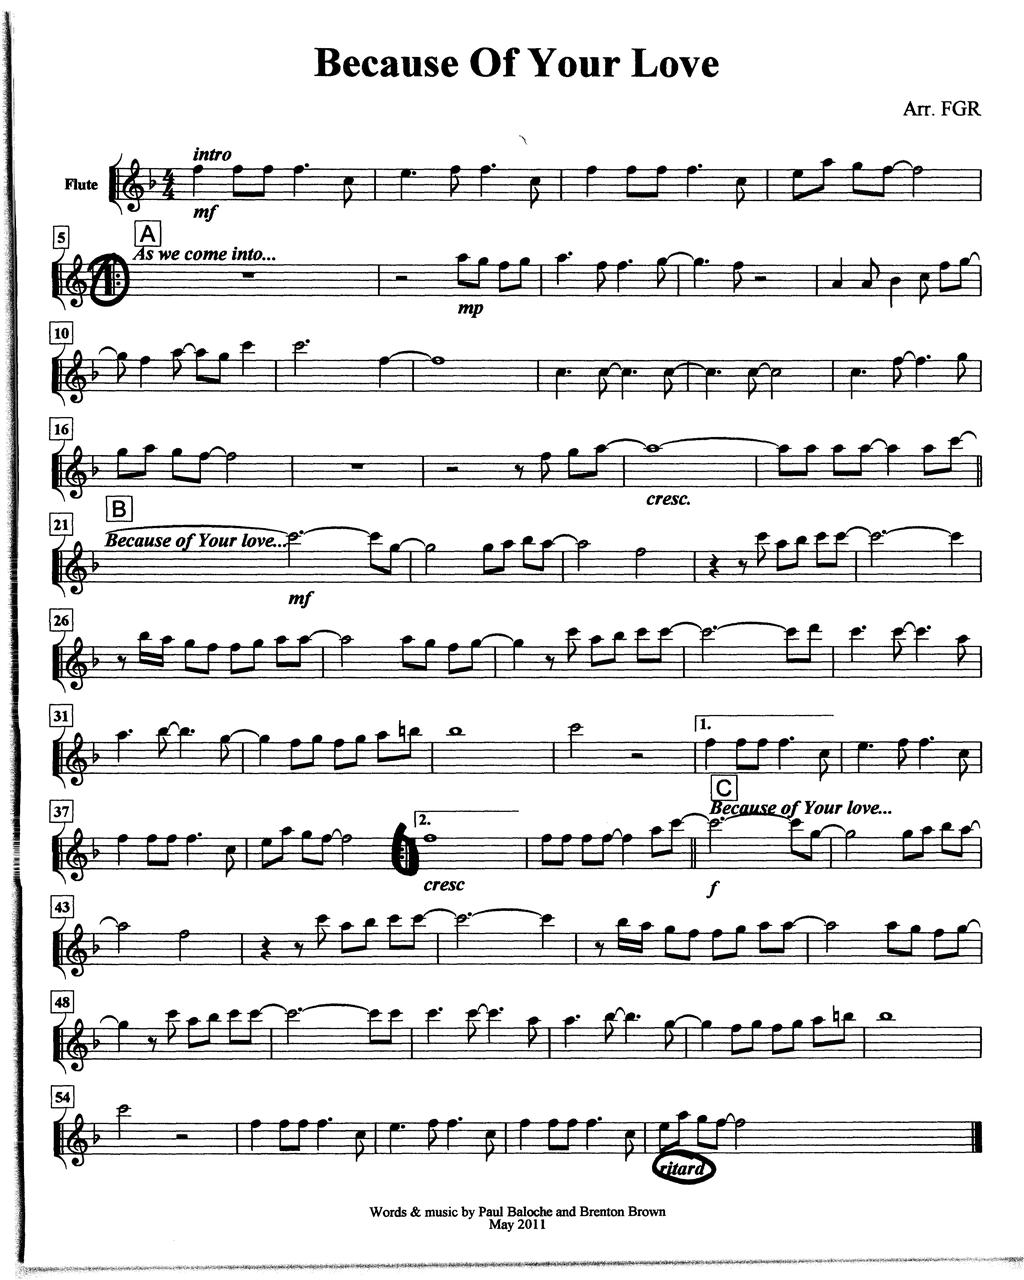 Because Of Your Love
Arr. FGR
intro
Flute
mf
5
A
As we come into...
mp
10
16
cresc.
B
21
Because of Your love...
mf
26
31
1.
C
37
2.
Because of Your love...
cresc
f
43
48
54
ritard
Words & music by Paul Baloche and Brenton Brown
May 2011